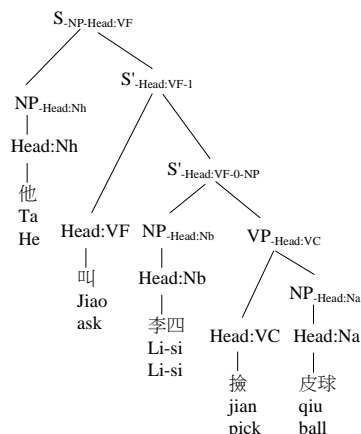 S-NP-Head:VF
S'-Head:VF-1
NP-Head:Nh
Head:Nh
他
Ta
He
S'-Head:VF-0-NP
Head:VF
叫
Jiao
ask
NP-Head:Nb
Head:Nb
李四
Li-si
Li-si
VP-Head:VC
Head:VC
撿
jian
pick
NP-Head:Na
Head:Na
皮球
qiu
ball